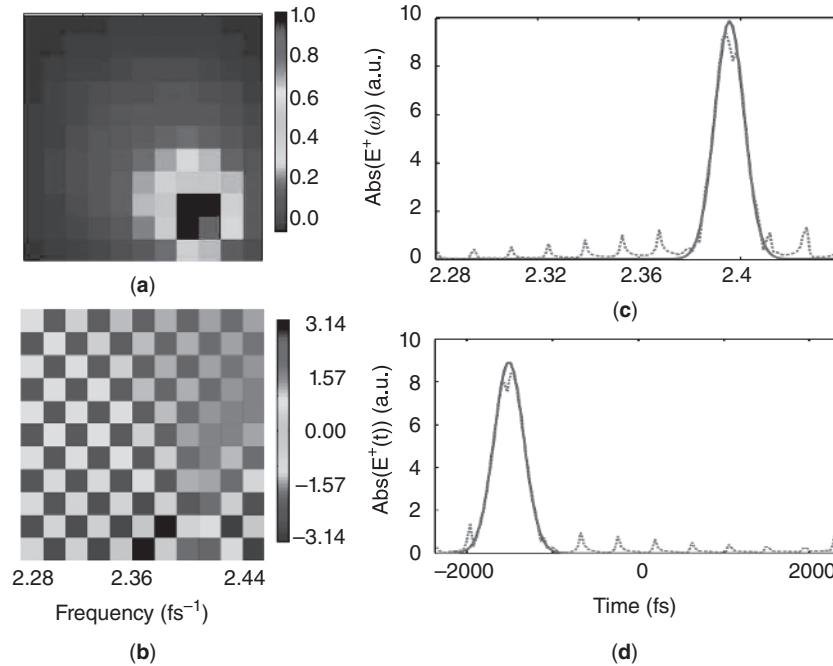 1.0
0.8
0.6
0.4
0.2
0.0
(a)
3.14
1.57
0.00
−1.57
−3.14
2.28 2.36 2.44
Frequency (fs⁻¹)
(b)
10
8
6
4
2
0
Abs(E⁺(ω)) (a.u.)
2.28 2.32 2.36 2.4
(c)
10
8
6
4
2
0
Abs(E⁺(t)) (a.u.)
−2000 0 2000
Time (fs)
(d)